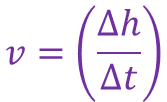 v = (Δh/Δt)